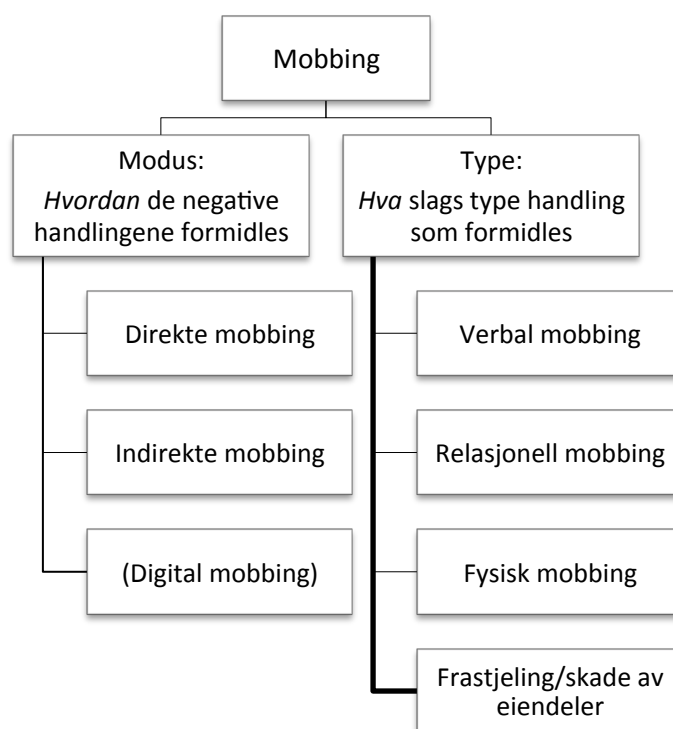 Mobbing
Modus:
Hvordan de negative
handlingene formidles
Direkte mobbing
Indirekte mobbing
(Digital mobbing)
Type:
Hva slags type handling
som formidles
Verbal mobbing
Relasjonell mobbing
Fysisk mobbing
Frastjeling/skade av
eiendeler